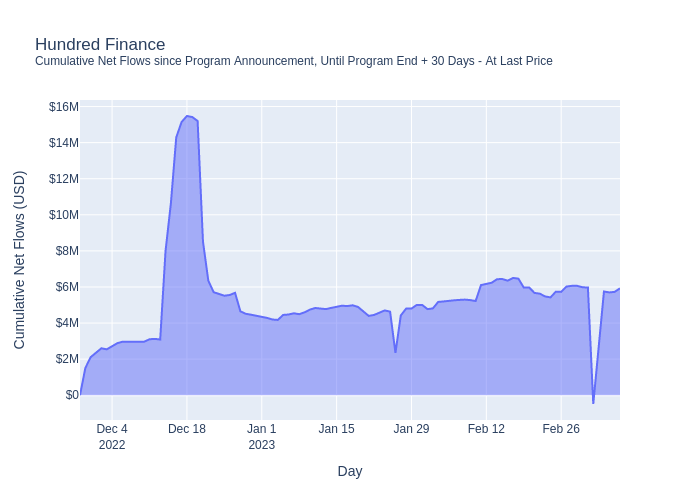 Hundred Finance
Cumulative Net Flows since Program Announcement, Until Program End + 30 Days - At Last Price
Cumulative Net Flows (USD)
$16M
$14M
$12M
$10M
$8M
$6M
$4M
$2M
$0
Dec 4
2022
Dec 18
Jan 1
2023
Jan 15
Jan 29
Feb 12
Feb 26
Day